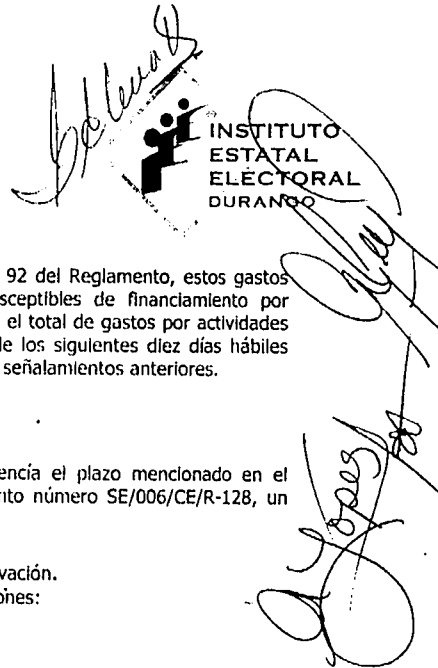 INSTITUTO
ESTATAL
ELECTORAL
DURANGO
92 del Reglamento, estos gastos
sceptibles de financiamiento por
el total de gastos por actividades
le los siguientes diez días hábiles
señalamientos anteriores.
encía el plazo mencionado en el
rito número SE/006/CE/R-128, un
vación.
ones: